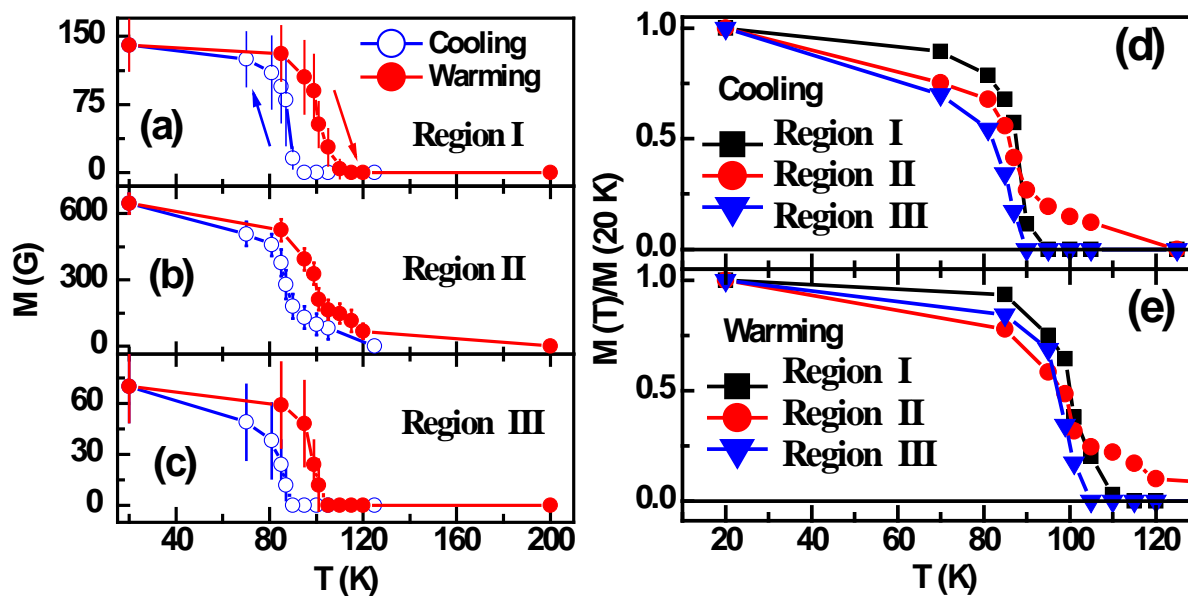 150
75
0
(a)
Cooling
Warming
Region I
600
300
0
(b)
Region II
60
30
0
(c)
Region III
M (G)
40 80 120 160 200
T (K)
1.0
0.5
0.0
(d)
Cooling
Region I
Region II
Region III
1.0
0.5
0.0
(e)
Warming
Region I
Region II
Region III
M (T)/M (20 K)
20 40 60 80 100 120
T (K)